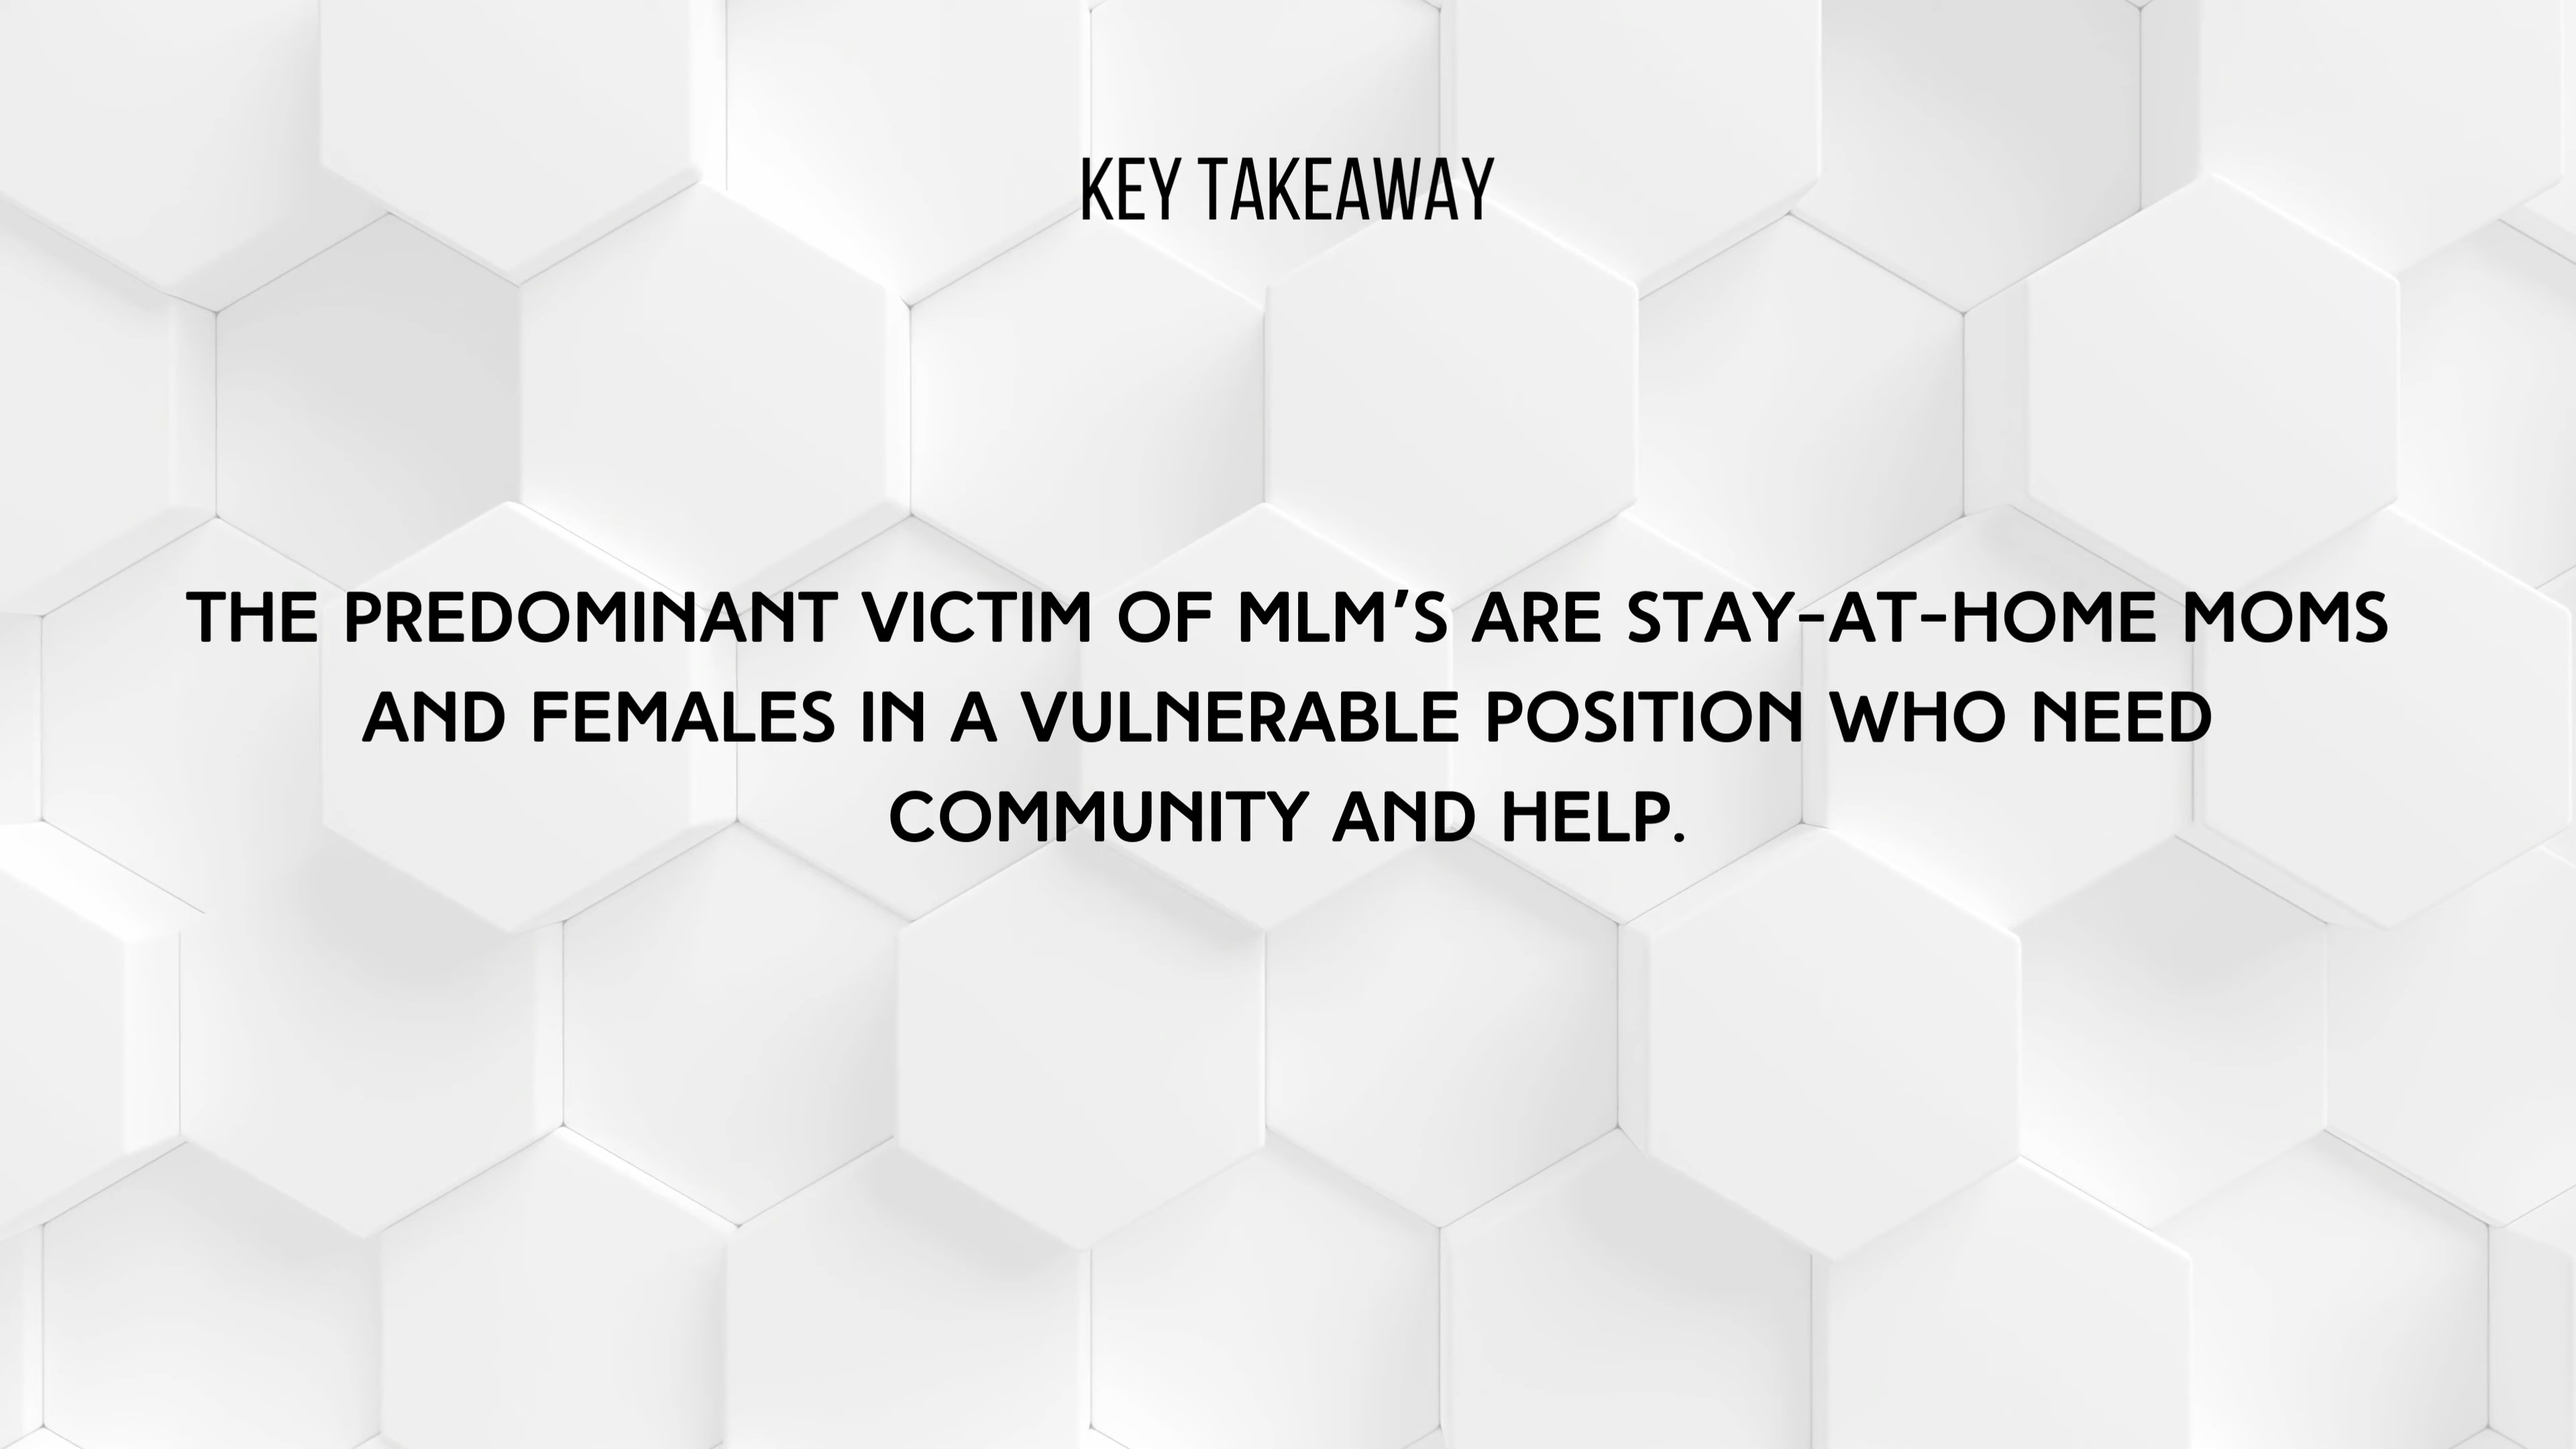 KEY TAKEAWAY
THE PREDOMINANT VICTIM OF MLM'S ARE STAY-AT-HOME MOMS
AND FEMALES IN A VULNERABLE POSITION WHO NEED
COMMUNITY AND HELP.